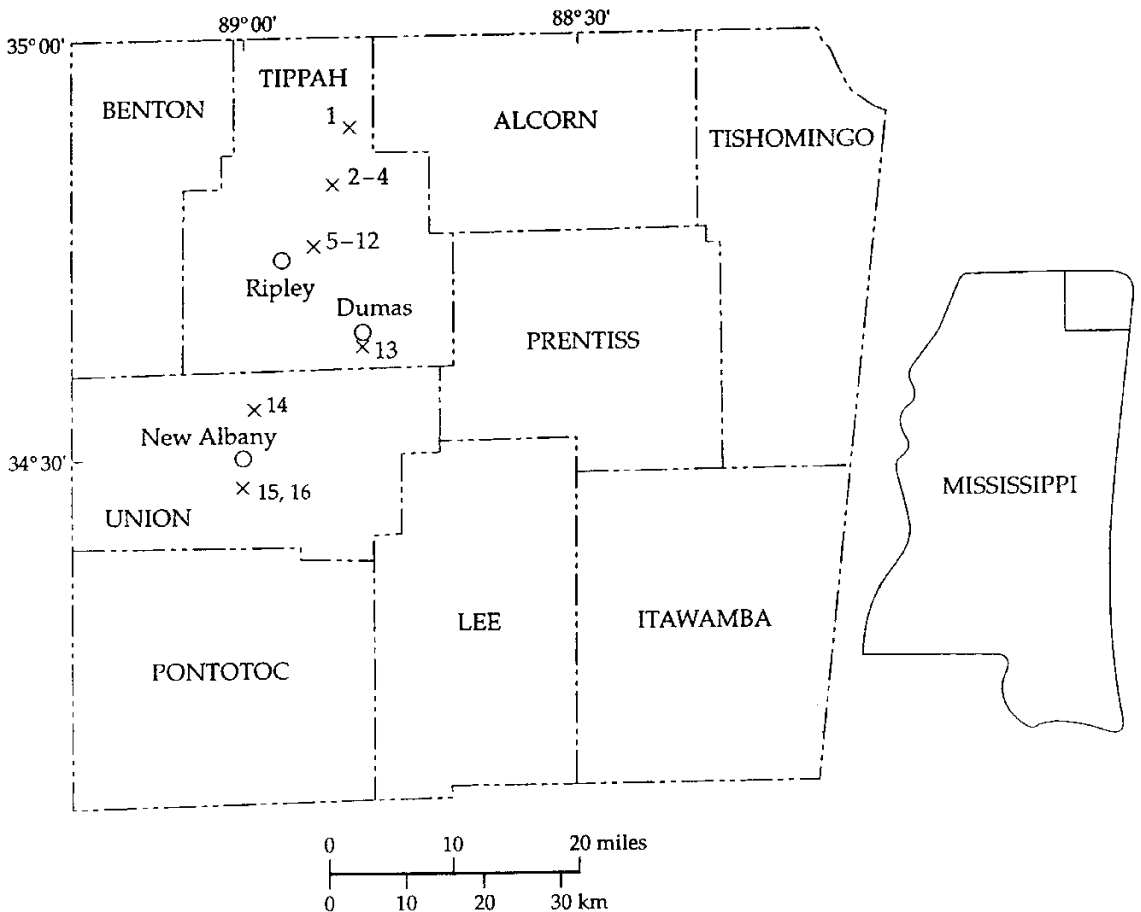 89° 00'
88° 30'
35° 00'
TIPPAH
BENTON
1
ALCORN
TISHOMINGO
2–4
5–12
Ripley
Dumas
PRENTISS
13
14
New Albany
34° 30'
15, 16
MISSISSIPPI
UNION
LEE
ITAWAMBA
PONTOTOC
0 10 20 miles
0 10 20 30 km